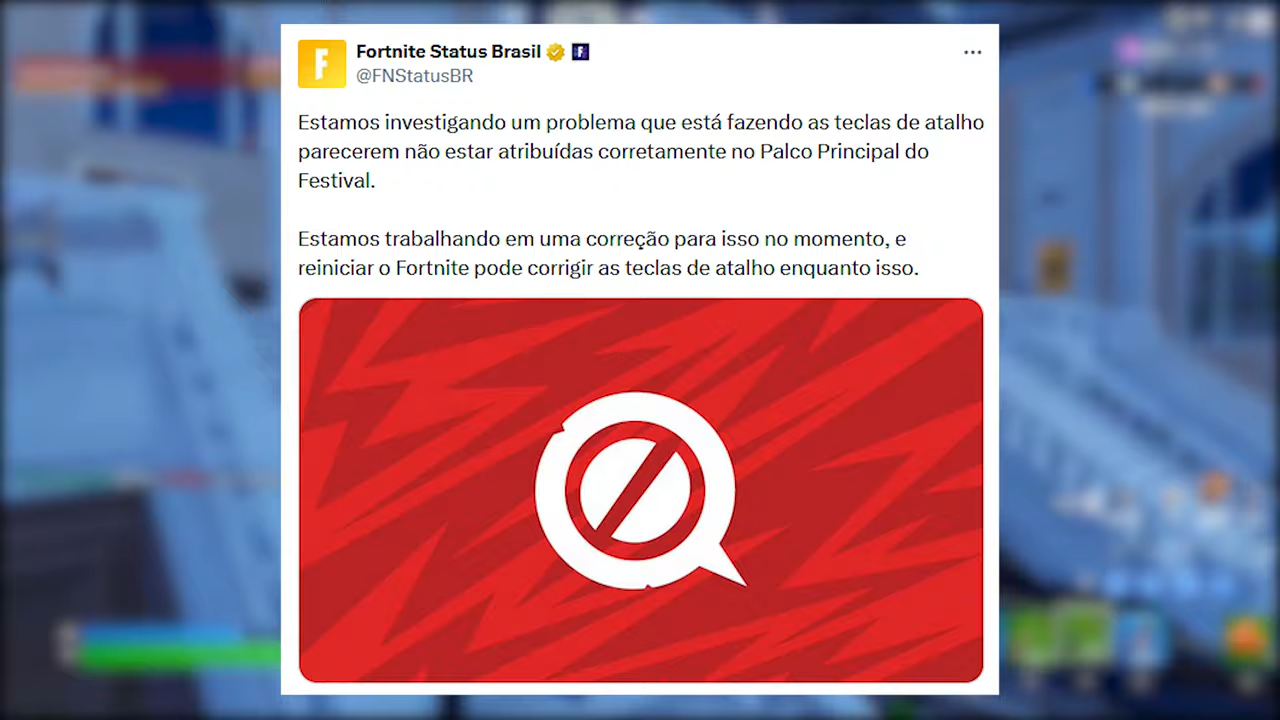 Fortnite Status Brasil
@FNStatusBR
Estamos investigando um problema que está fazendo as teclas de atalho
parecerem não estar atribuídas corretamente no Palco Principal do
Festival.
Estamos trabalhando em uma correção para isso no momento, e
reiniciar o Fortnite pode corrigir as teclas de atalho enquanto isso.